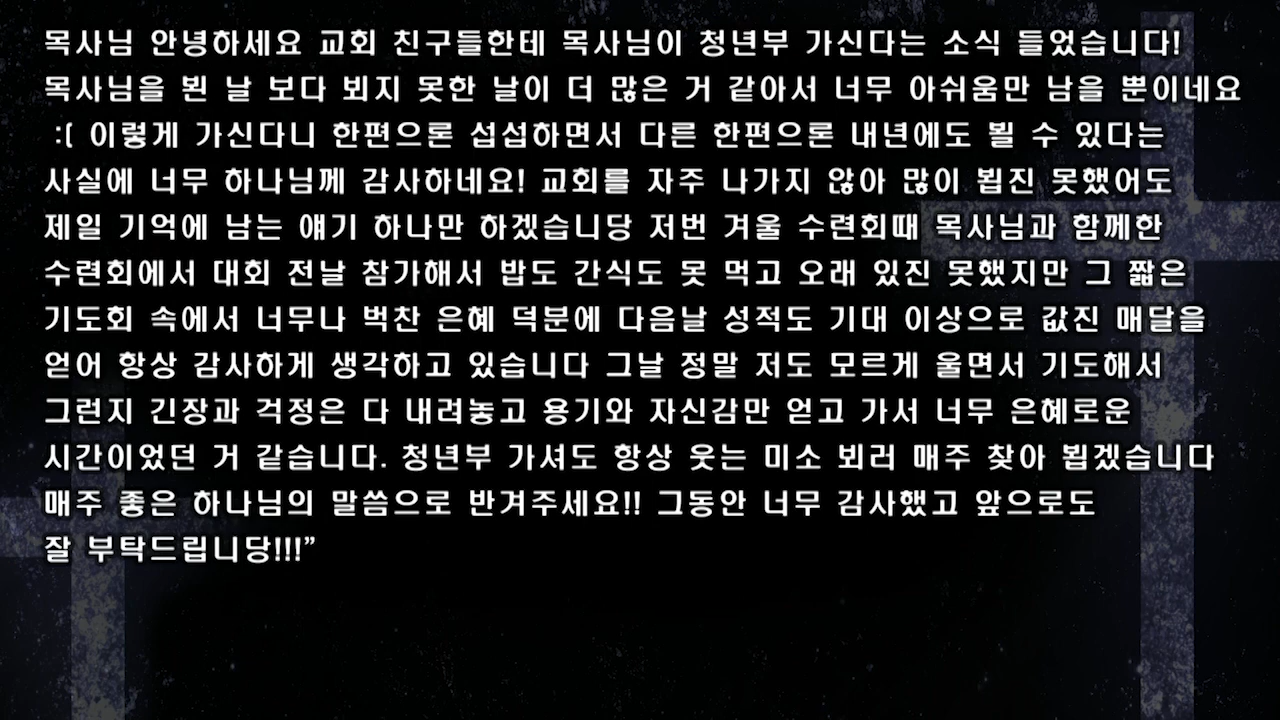 목사님 안녕하세요 교회 친구들한테 목사님이 청년부 가신다는 소식 들었습니다!
목사님을 뵌 날 보다 뵈지 못한 날이 더 많은 거 같아서 너무 아쉬움만 남을 뿐이네요
:( 이렇게 가신다니 한편으론 섭섭하면서 다른 한편으론 내년에도 뵐 수 있다는
사실에 너무 하나님께 감사하네요! 교회를 자주 나가지 않아 많이 뵙진 못했어도
제일 기억에 남는 얘기 하나만 하겠습니당 저번 겨울 수련회때 목사님과 함께한
수련회에서 대회 전날 참가해서 밥도 간식도 못 먹고 오래 있진 못했지만 그 짧은
기도회 속에서 너무나 벅찬 은혜 덕분에 다음날 성적도 기대 이상으로 값진 매달을
얻어 항상 감사하게 생각하고 있습니다 그날 정말 저도 모르게 울면서 기도해서
그런지 긴장과 걱정은 다 내려놓고 용기와 자신감만 얻고 가서 너무 은혜로운
시간이었던 거 같습니다. 청년부 가셔도 항상 웃는 미소 뵈러 매주 찾아 뵙겠습니다
매주 좋은 하나님의 말씀으로 반겨주세요!! 그동안 너무 감사했고 앞으로도
잘 부탁드립니당!!!”